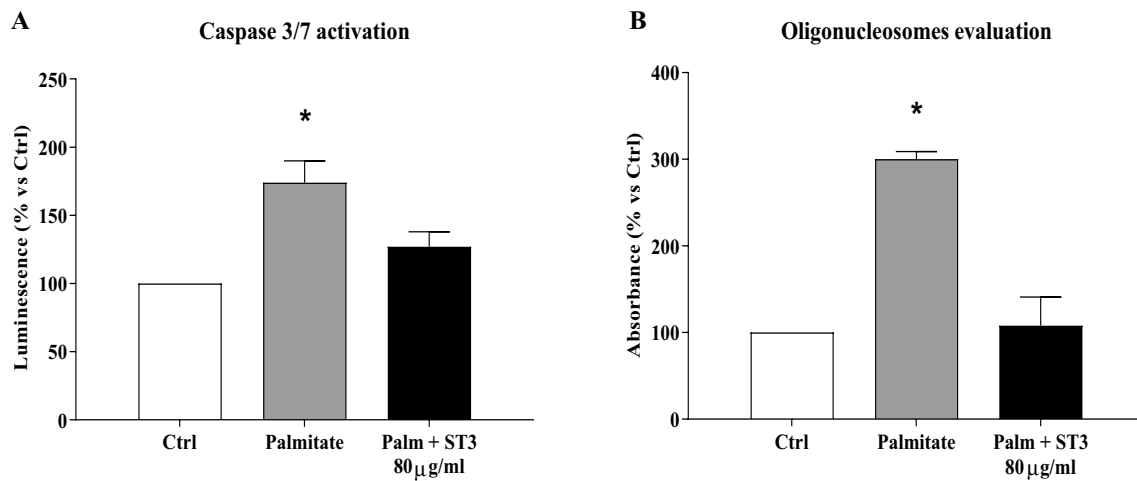 A
Caspase 3/7 activation
Luminescence (% vs Ctrl)
250
200
150
100
50
0
*
Ctrl
Palmitate
Palm + ST3
80μg/ml
B
Oligonucleosomes evaluation
Absorbance (% vs Ctrl)
400
300
200
100
0
*
Ctrl
Palmitate
Palm + ST3
80μg/ml